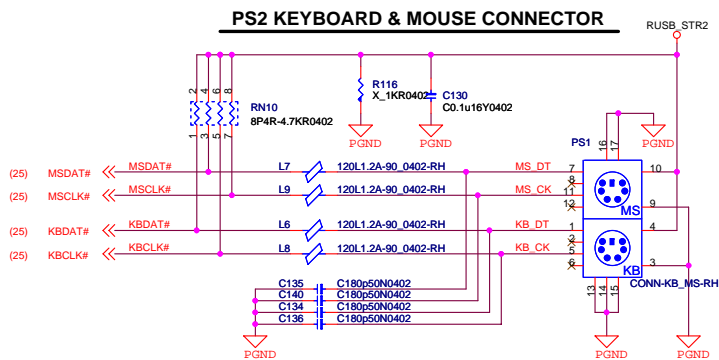 PS2 KEYBOARD & MOUSE CONNECTOR
RUSB_STR2
2 4 6 8
RN10
8P4R-4.7KR0402
1 3 5 7
R116
X_1KR0402
C130
C0.1u16Y0402
PGND
PGND
PGND
PS1
16 17
(25) MSDAT# MSDAT# L7 120L1.2A-90_0402-RH MS_DT 7 10
8
(25) MSCLK# MSCLK# L9 120L1.2A-90_0402-RH MS_CK 11
12 MS 9
(25) KBDAT# KBDAT# L6 120L1.2A-90_0402-RH KB_DT 1 4
2
(25) KBCLK# KBCLK# L8 120L1.2A-90_0402-RH KB_CK 5
6 KB 3
CONN-KB_MS-RH
13 14 15
C135 C180p50N0402
C140 C180p50N0402
C134 C180p50N0402
C136 C180p50N0402
PGND
PGND
PGND